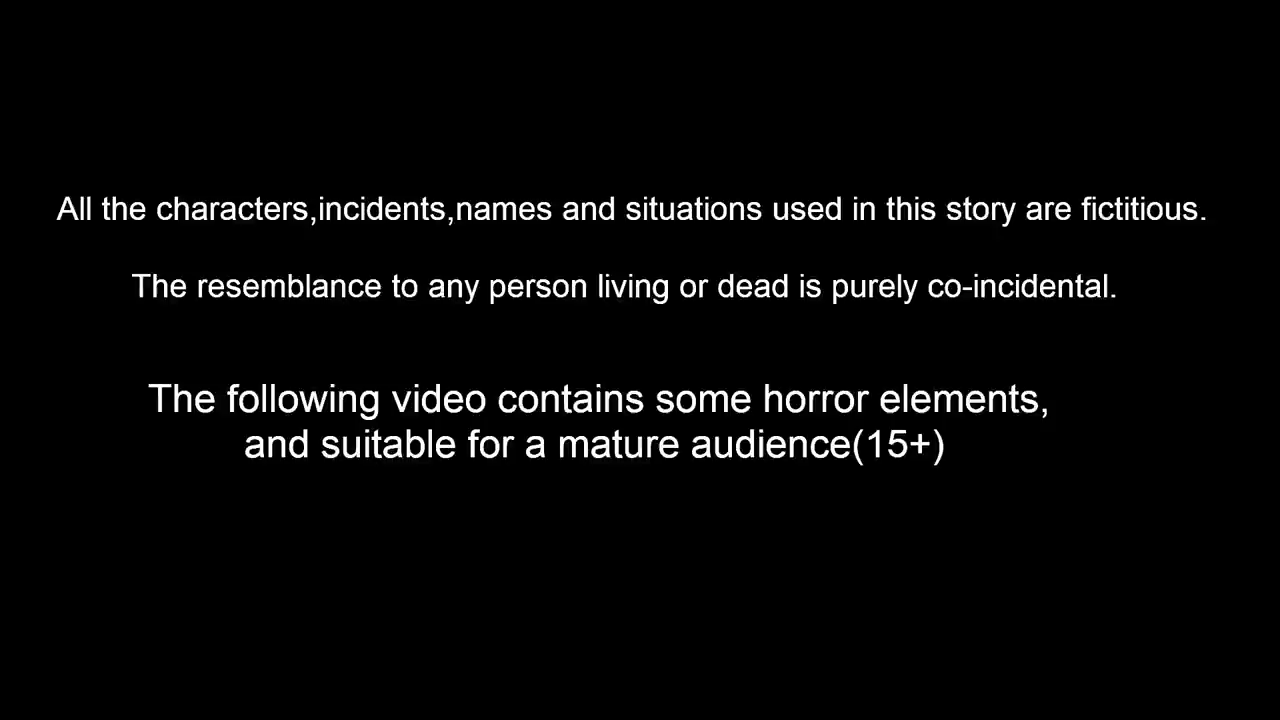 All the characters,incidents,names and situations used in this story are fictitious.
The resemblance to any person living or dead is purely co-incidental.
The following video contains some horror elements,
and suitable for a mature audience(15+)